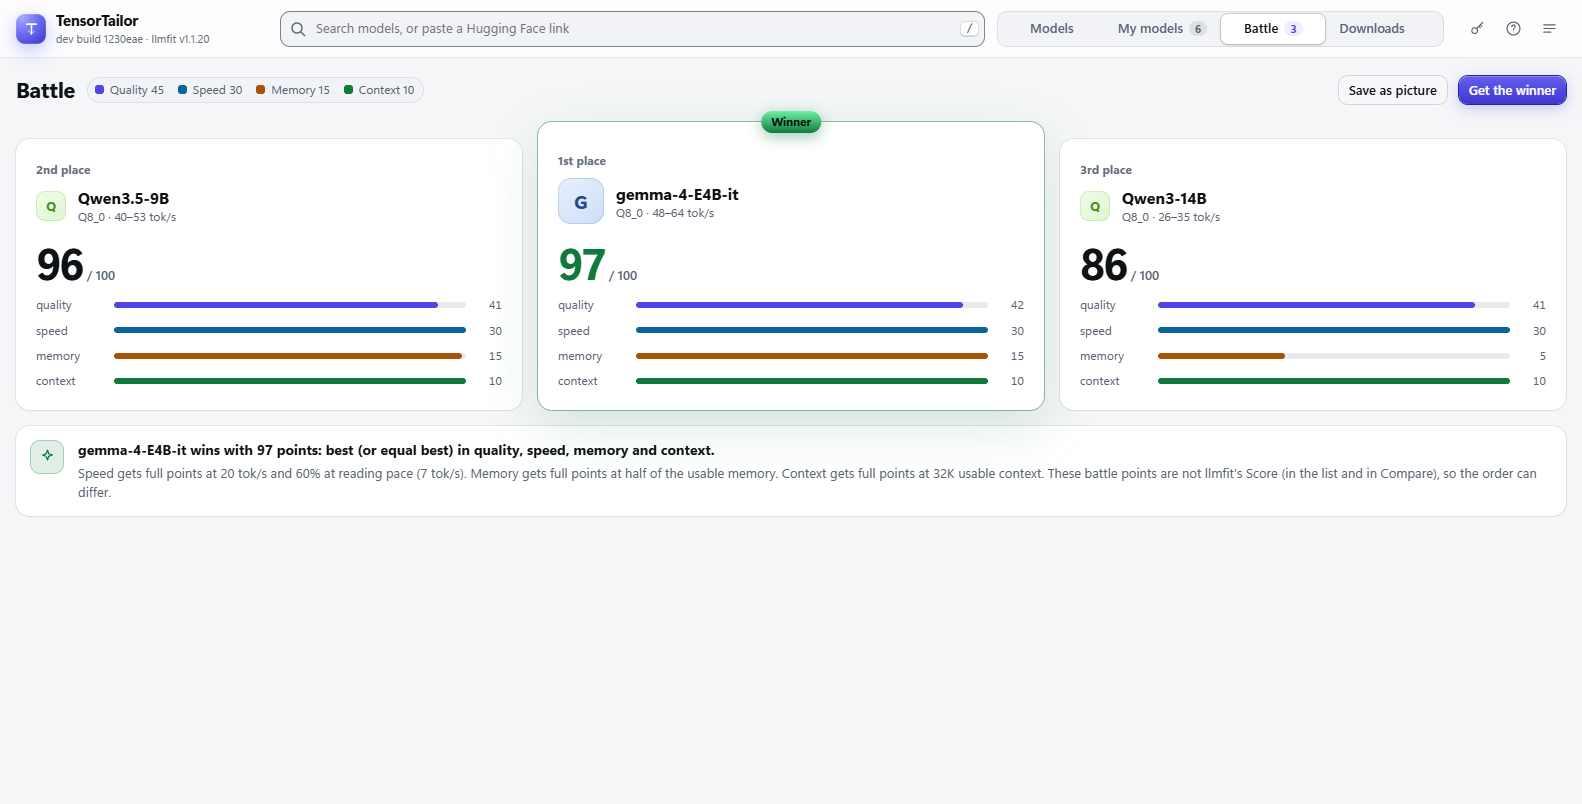 TensorTailor
dev build 1230eae · llmfit v1.1.20
Search models, or paste a Hugging Face link
/
Models
My models 6
Battle 3
Downloads
Battle
Quality 45
Speed 30
Memory 15
Context 10
Save as picture
Get the winner
2nd place
Q
Qwen3.5-9B
Q8_0 · 40–53 tok/s
96 / 100
quality 41
speed 30
memory 15
context 10
Winner
1st place
G
gemma-4-E4B-it
Q8_0 · 48–64 tok/s
97 / 100
quality 42
speed 30
memory 15
context 10
3rd place
Q
Qwen3-14B
Q8_0 · 26–35 tok/s
86 / 100
quality 41
speed 30
memory 5
context 10
gemma-4-E4B-it wins with 97 points: best (or equal best) in quality, speed, memory and context.
Speed gets full points at 20 tok/s and 60% at reading pace (7 tok/s). Memory gets full points at half of the usable memory. Context gets full points at 32K usable context. These battle points are not llmfit's Score (in the list and in Compare), so the order can
differ.